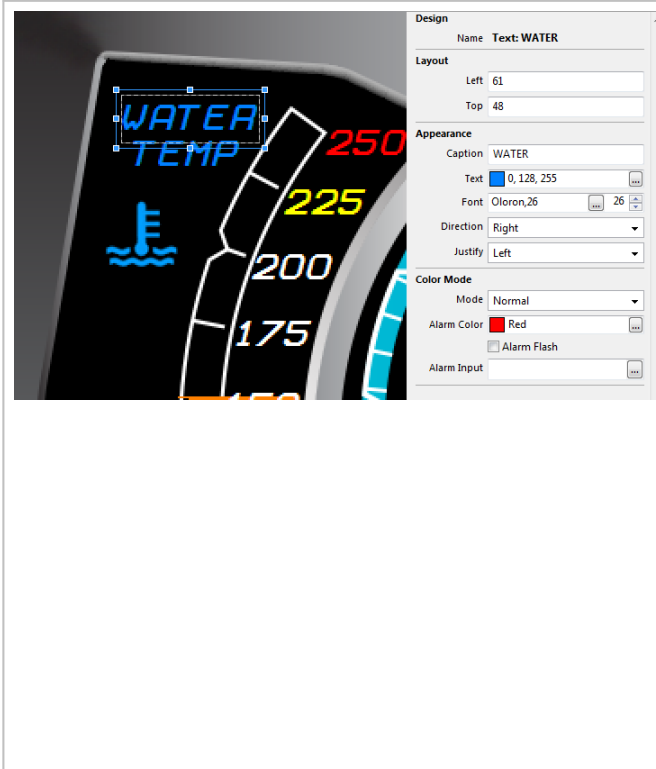 WATER
TEMP
250
225
200
175
Design
Name Text: WATER
Layout
Left 61
Top 48
Appearance
Caption WATER
Text 0, 128, 255 ...
Font Oloron,26 ... 26
Direction Right
Justify Left
Color Mode
Mode Normal
Alarm Color Red ...
Alarm Flash
Alarm Input ...